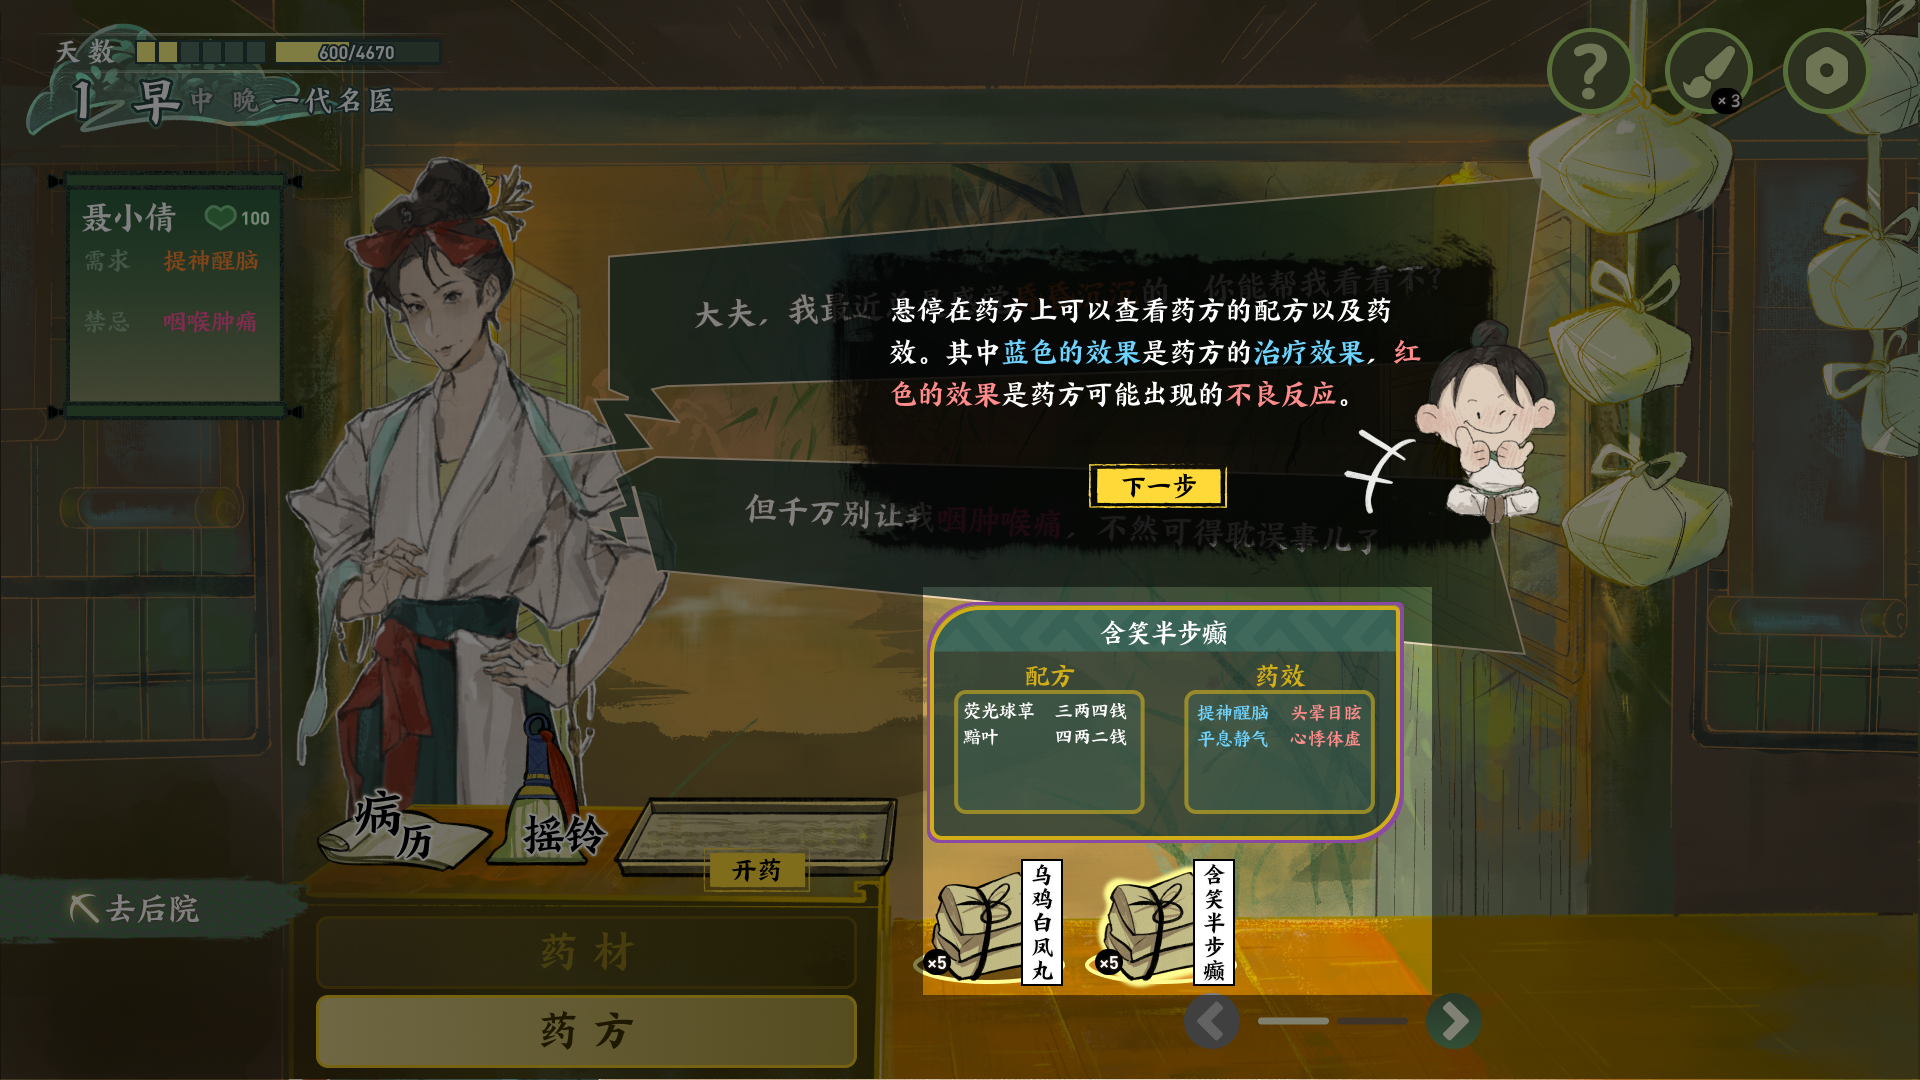 天数
600/4670
1 早 中 晚 一代名医
×3
聂小倩 100
需求 提神醒脑
禁忌 咽喉肿痛
大夫，我最近总是感觉昏昏沉沉的，你能帮我看看不？
悬停在药方上可以查看药方的配方以及药
效。其中蓝色的效果是药方的治疗效果，红
色的效果是药方可能出现的不良反应。
下一步
但千万别让我咽肿喉痛，不然可得耽误事儿了
含笑半步癫
配方 药效
荧光球草 三两四钱
黯叶 四两二钱
提神醒脑 头晕目眩
平息静气 心悸体虚
病历
摇铃
开药
乌鸡白凤丸
×5
含笑半步癫
×5
去后院
药材
药方